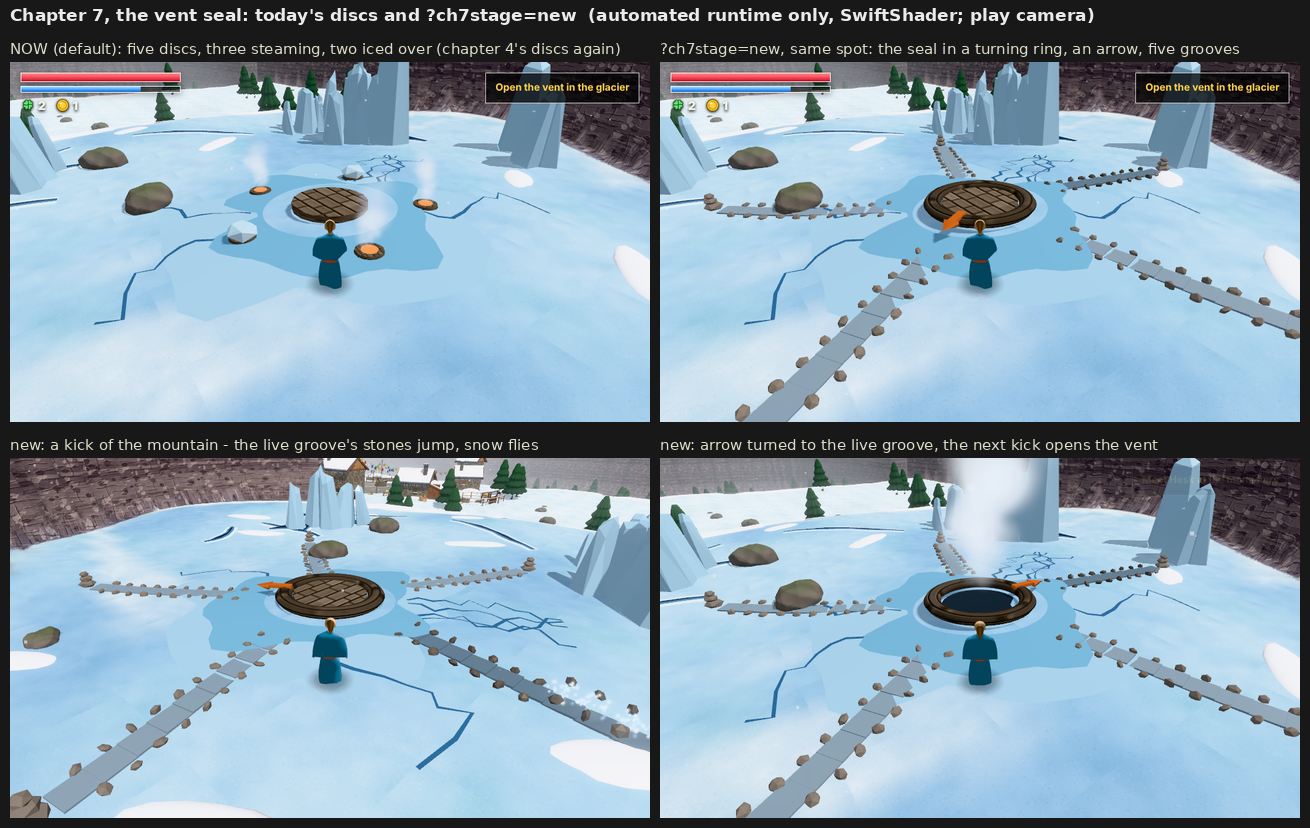 Chapter 7, the vent seal: today's discs and ?ch7stage=new (automated runtime only, SwiftShader; play camera)
NOW (default): five discs, three steaming, two iced over (chapter 4's discs again)
?ch7stage=new, same spot: the seal in a turning ring, an arrow, five grooves
2 1
Open the vent in the glacier
2 1
Open the vent in the glacier
new: a kick of the mountain - the live groove's stones jump, snow flies
new: arrow turned to the live groove, the next kick opens the vent